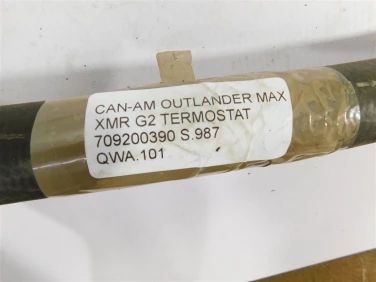 CAN-AM OUTLANDER MAX
XMR G2 TERMOSTAT
709200390 S.987
QWA.101